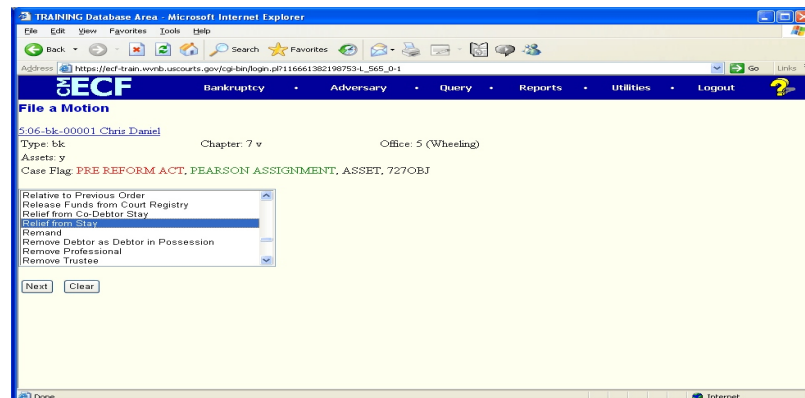 TRAINING Database Area - Microsoft Internet Explorer
File Edit View Favorites Tools Help
Back Search Favorites
Address https://ecf-train.wvnb.uscourts.gov/cgi-bin/login.pl?116661382198753-L_565_0-1 Go Links
ECF Bankruptcy • Adversary • Query • Reports • Utilities • Logout ?
File a Motion
5:06-bk-00001 Chris Daniel
Type: bk Chapter: 7 v Office: 5 (Wheeling)
Assets: y
Case Flag: PRE REFORM ACT, PEARSON ASSIGNMENT, ASSET, 727OBJ
Relative to Previous Order
Release Funds from Court Registry
Relief from Co-Debtor Stay
Relief from Stay
Remand
Remove Debtor as Debtor in Possession
Remove Professional
Remove Trustee
Next Clear
Done Internet